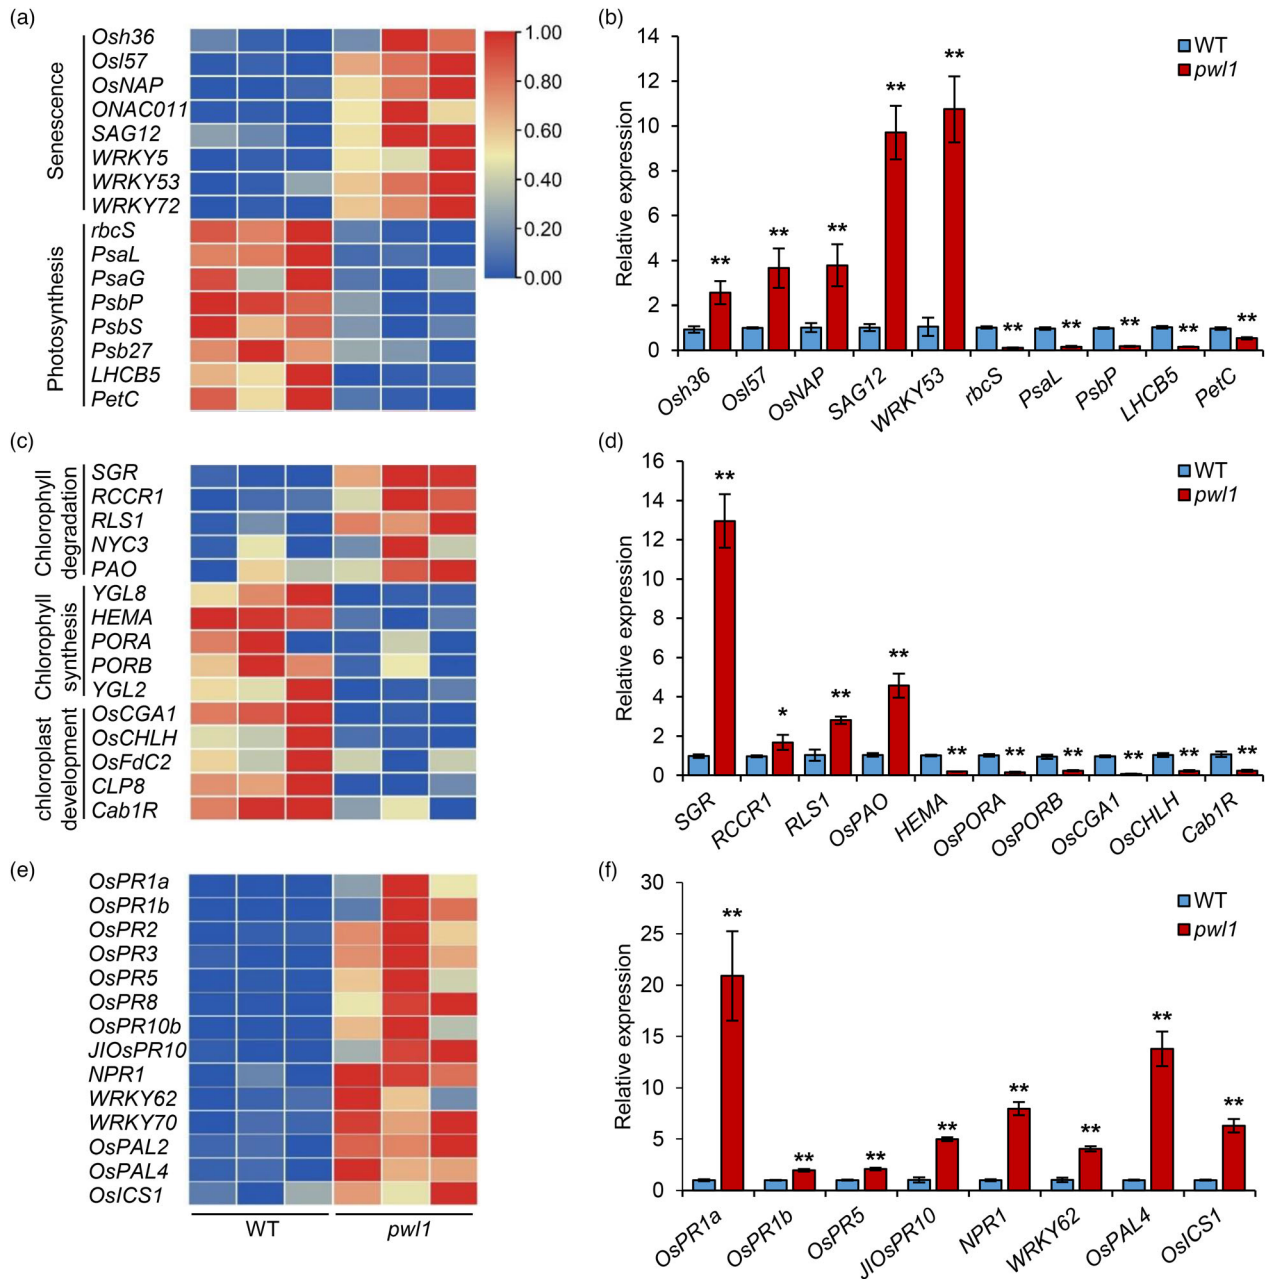 (a)
Senescence
Osh36
OsI57
OsNAP
ONAC011
SAG12
WRKY5
WRKY53
WRKY72
Photosynthesis
rbcS
PsaL
PsaG
PsbP
PsbS
Psb27
LHCB5
PetC
1.00
0.80
0.60
0.40
0.20
0.00
(b)
Relative expression
14
12
10
8
6
4
2
0
WT
pwl1
**
**
**
**
**
**
**
**
**
**
Osh36
OsI57
OsNAP
SAG12
WRKY53
rbcS
PsaL
PsbP
LHCB5
PetC
(c)
Chlorophyll
degradation
SGR
RCCR1
RLS1
NYC3
PAO
Chlorophyll
synthesis
YGL8
HEMA
PORA
PORB
YGL2
chloroplast
development
OsCGA1
OsCHLH
OsFdC2
CLP8
Cab1R
(d)
Relative expression
16
14
12
10
8
6
4
2
0
WT
pwl1
**
*
**
**
**
**
**
**
**
**
SGR
RCCR1
RLS1
OsPAO
HEMA
OsPORA
OsPORB
OsCGA1
OsCHLH
Cab1R
(e)
OsPR1a
OsPR1b
OsPR2
OsPR3
OsPR5
OsPR8
OsPR10b
JIOsPR10
NPR1
WRKY62
WRKY70
OsPAL2
OsPAL4
OsICS1
WT
pwl1
(f)
Relative expression
30
25
20
15
10
5
0
WT
pwl1
**
**
**
**
**
**
**
**
OsPR1a
OsPR1b
OsPR5
JIOsPR10
NPR1
WRKY62
OsPAL4
OsICS1